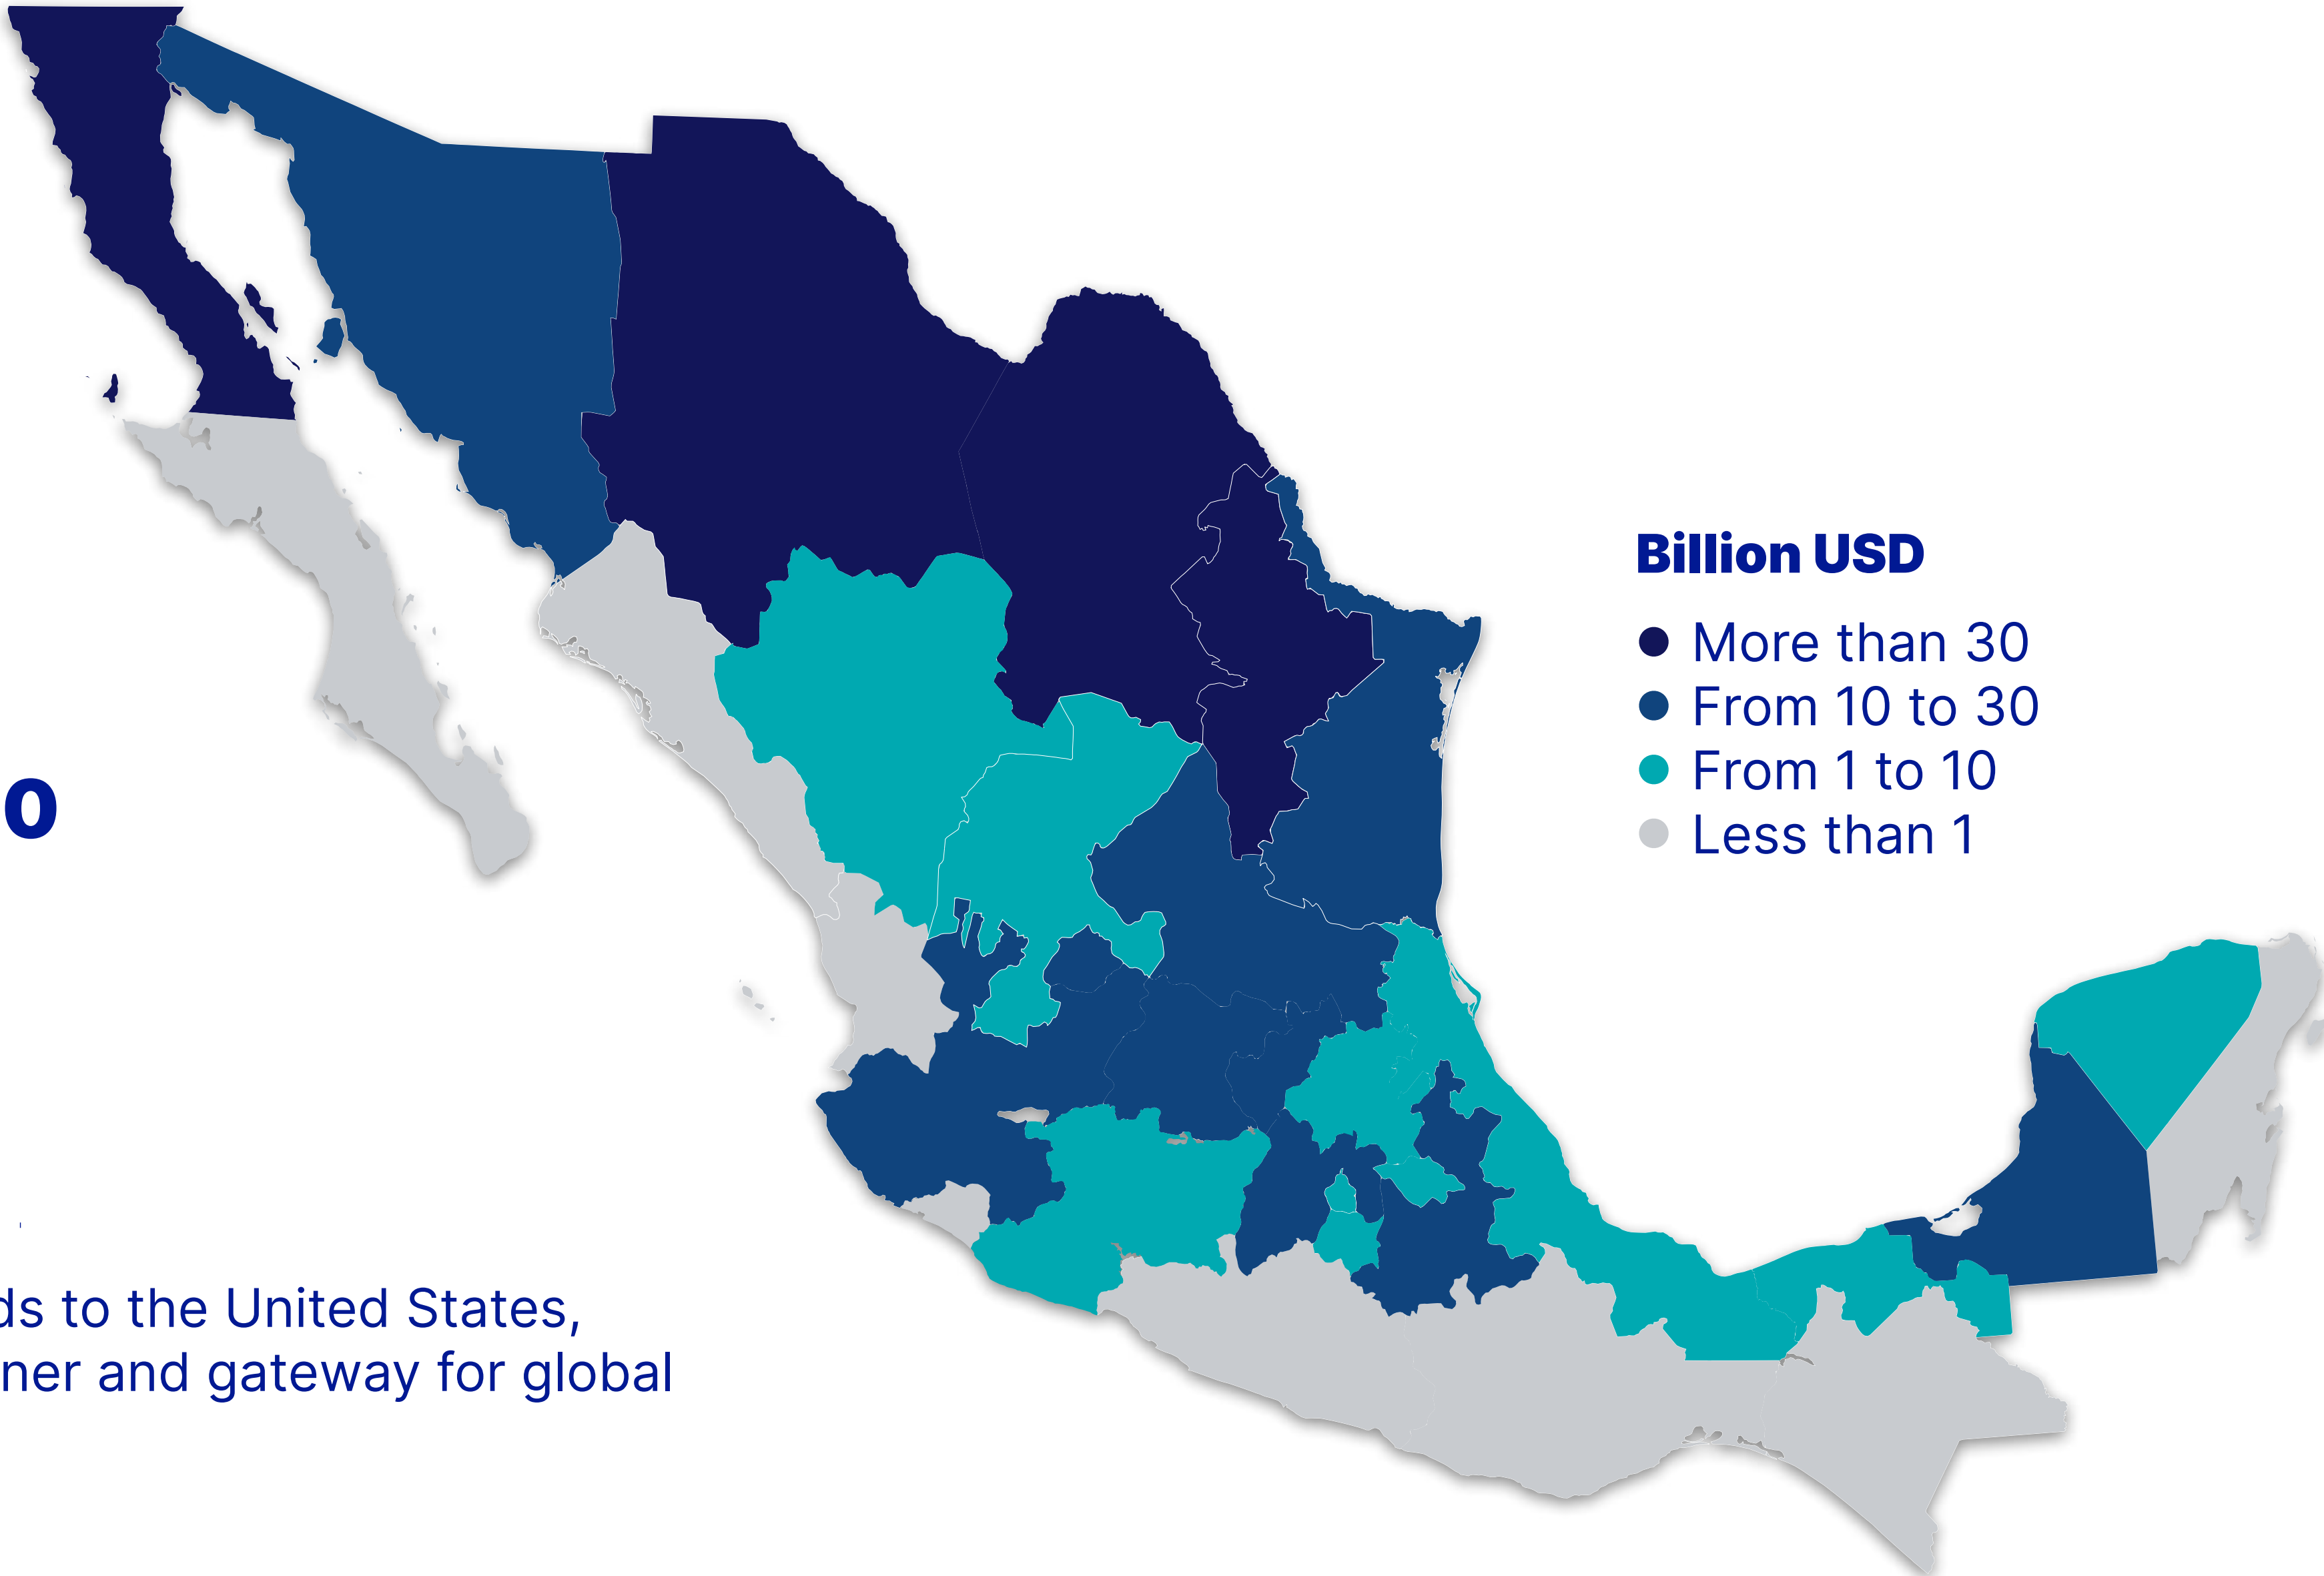 Billion USD
More than 30
From 10 to 30
From 1 to 10
Less than 1
o
ds to the United States,
ner and gateway for global